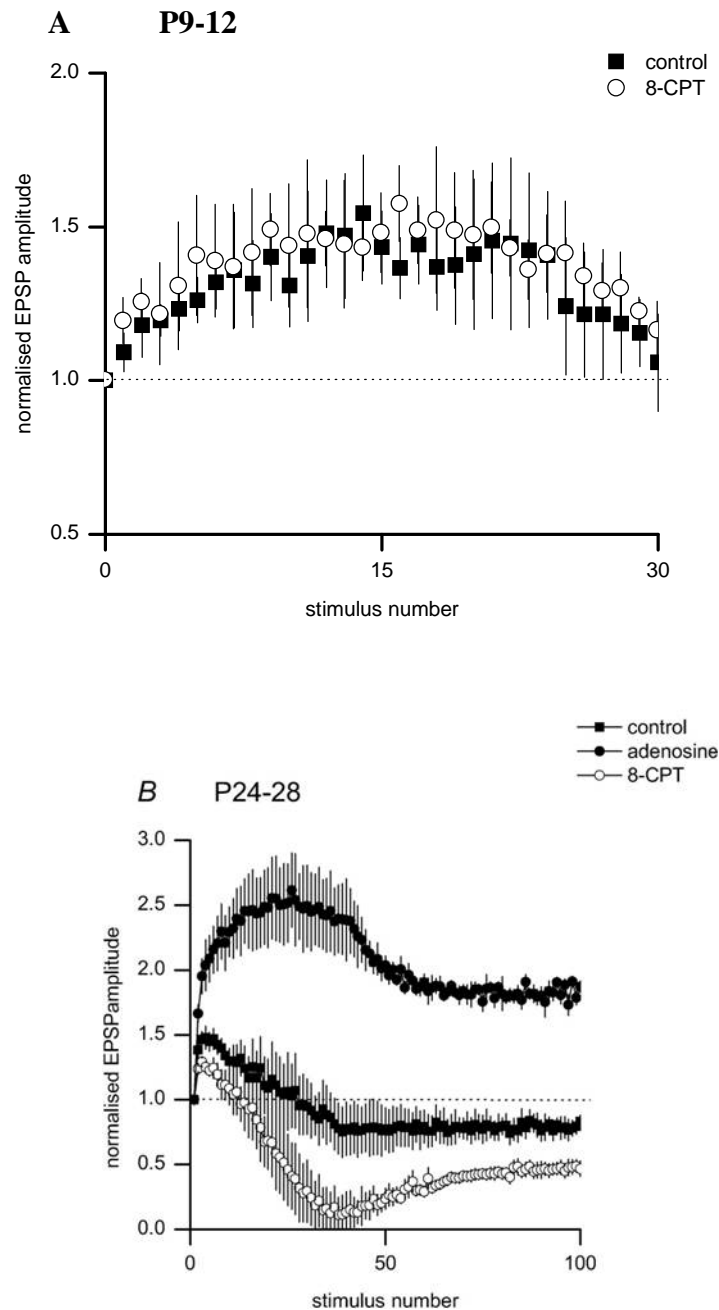 A P9-12
control
8-CPT
2.0
1.5
1.0
0.5
normalised EPSP amplitude
0 15 30
stimulus number
control
adenosine
8-CPT
B P24-28
3.0
2.5
2.0
1.5
1.0
0.5
0.0
normalised EPSPamplitude
0 50 100
stimulus number